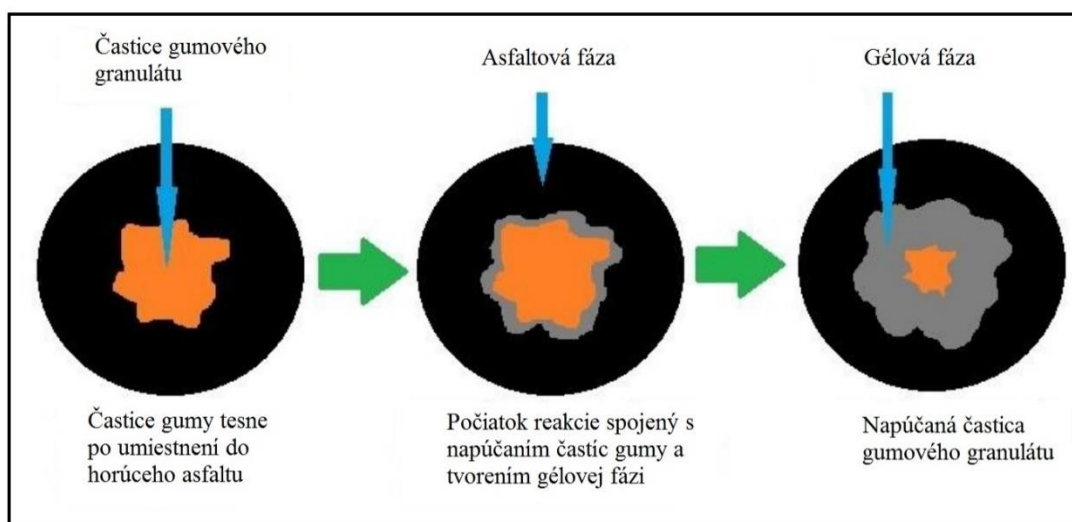 Častice gumového
granulátu
Asfaltová fáza
Gélová fáza
Častice gumy tesne
po umiestnení do
horúceho asfaltu
Počiatok reakcie spojený s
napúčaním častíc gumy a
tvorením gélovej fázi
Napúčaná častica
gumového granulátu